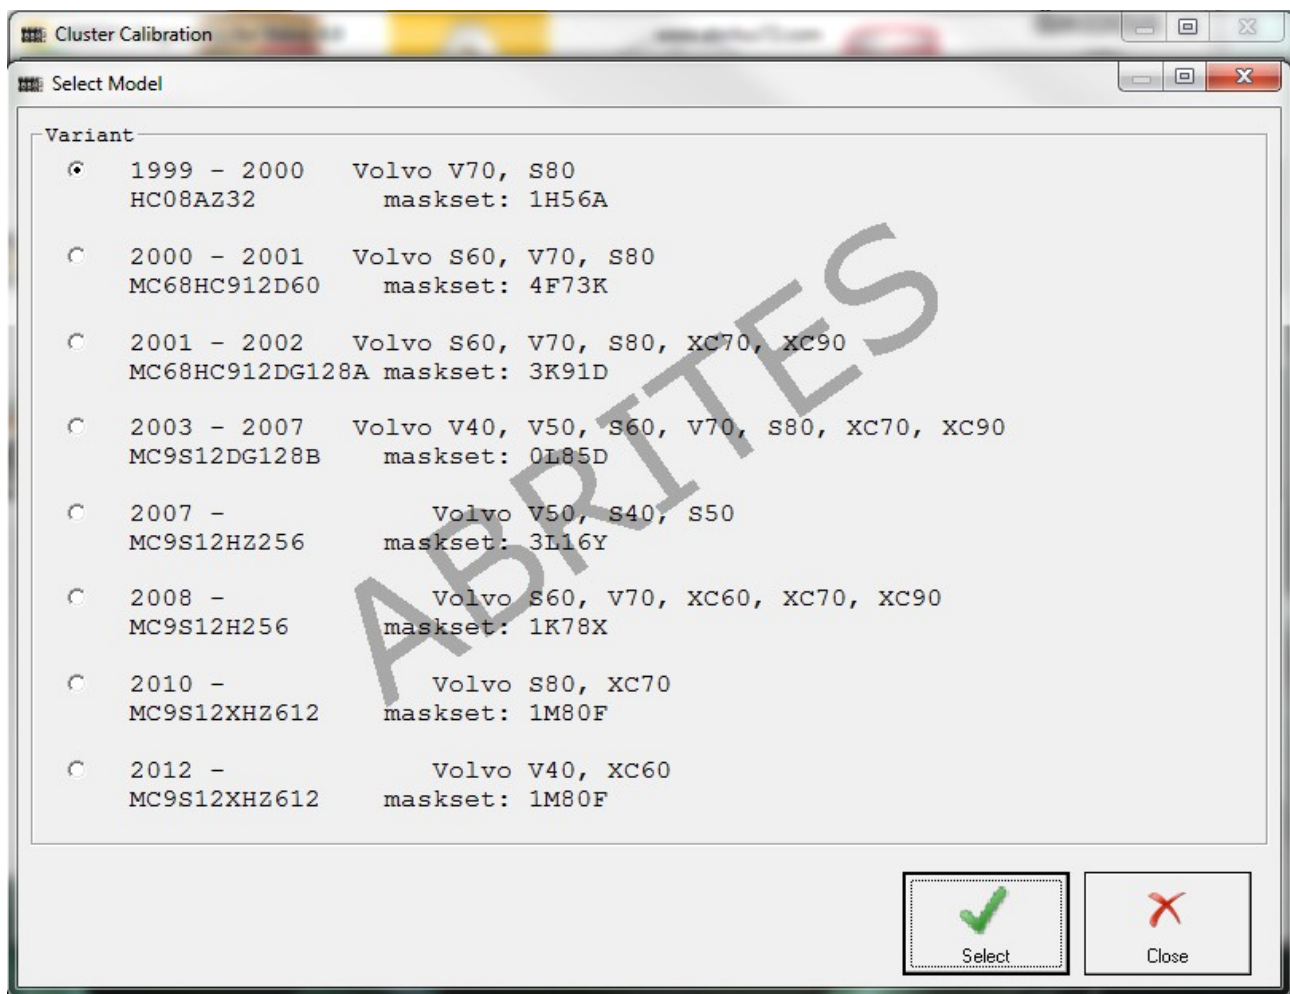 Cluster Calibration
Select Model
Variant
1999 - 2000 Volvo V70, S80
HC08AZ32 maskset: 1H56A
2000 - 2001 Volvo S60, V70, S80
MC68HC912D60 maskset: 4F73K
2001 - 2002 Volvo S60, V70, S80, XC70, XC90
MC68HC912DG128A maskset: 3K91D
2003 - 2007 Volvo V40, V50, S60, V70, S80, XC70, XC90
MC9S12DG128B maskset: 0L85D
2007 - Volvo V50, S40, S50
MC9S12HZ256 maskset: 3L16Y
2008 - Volvo S60, V70, XC60, XC70, XC90
MC9S12H256 maskset: 1K78X
2010 - Volvo S80, XC70
MC9S12XHZ612 maskset: 1M80F
2012 - Volvo V40, XC60
MC9S12XHZ612 maskset: 1M80F
ABRITES
Select Close